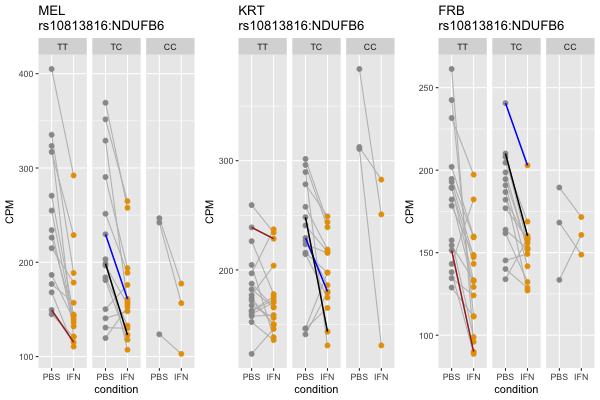 MEL
rs10813816:NDUFB6
TT TC CC
400
300
200
100
CPM
PBS IFN PBS IFN PBS IFN
condition
KRT
rs10813816:NDUFB6
TT TC CC
300
200
CPM
PBS IFN PBS IFN PBS IFN
condition
FRB
rs10813816:NDUFB6
TT TC CC
250
200
150
100
CPM
PBS IFN PBS IFN PBS IFN
condition